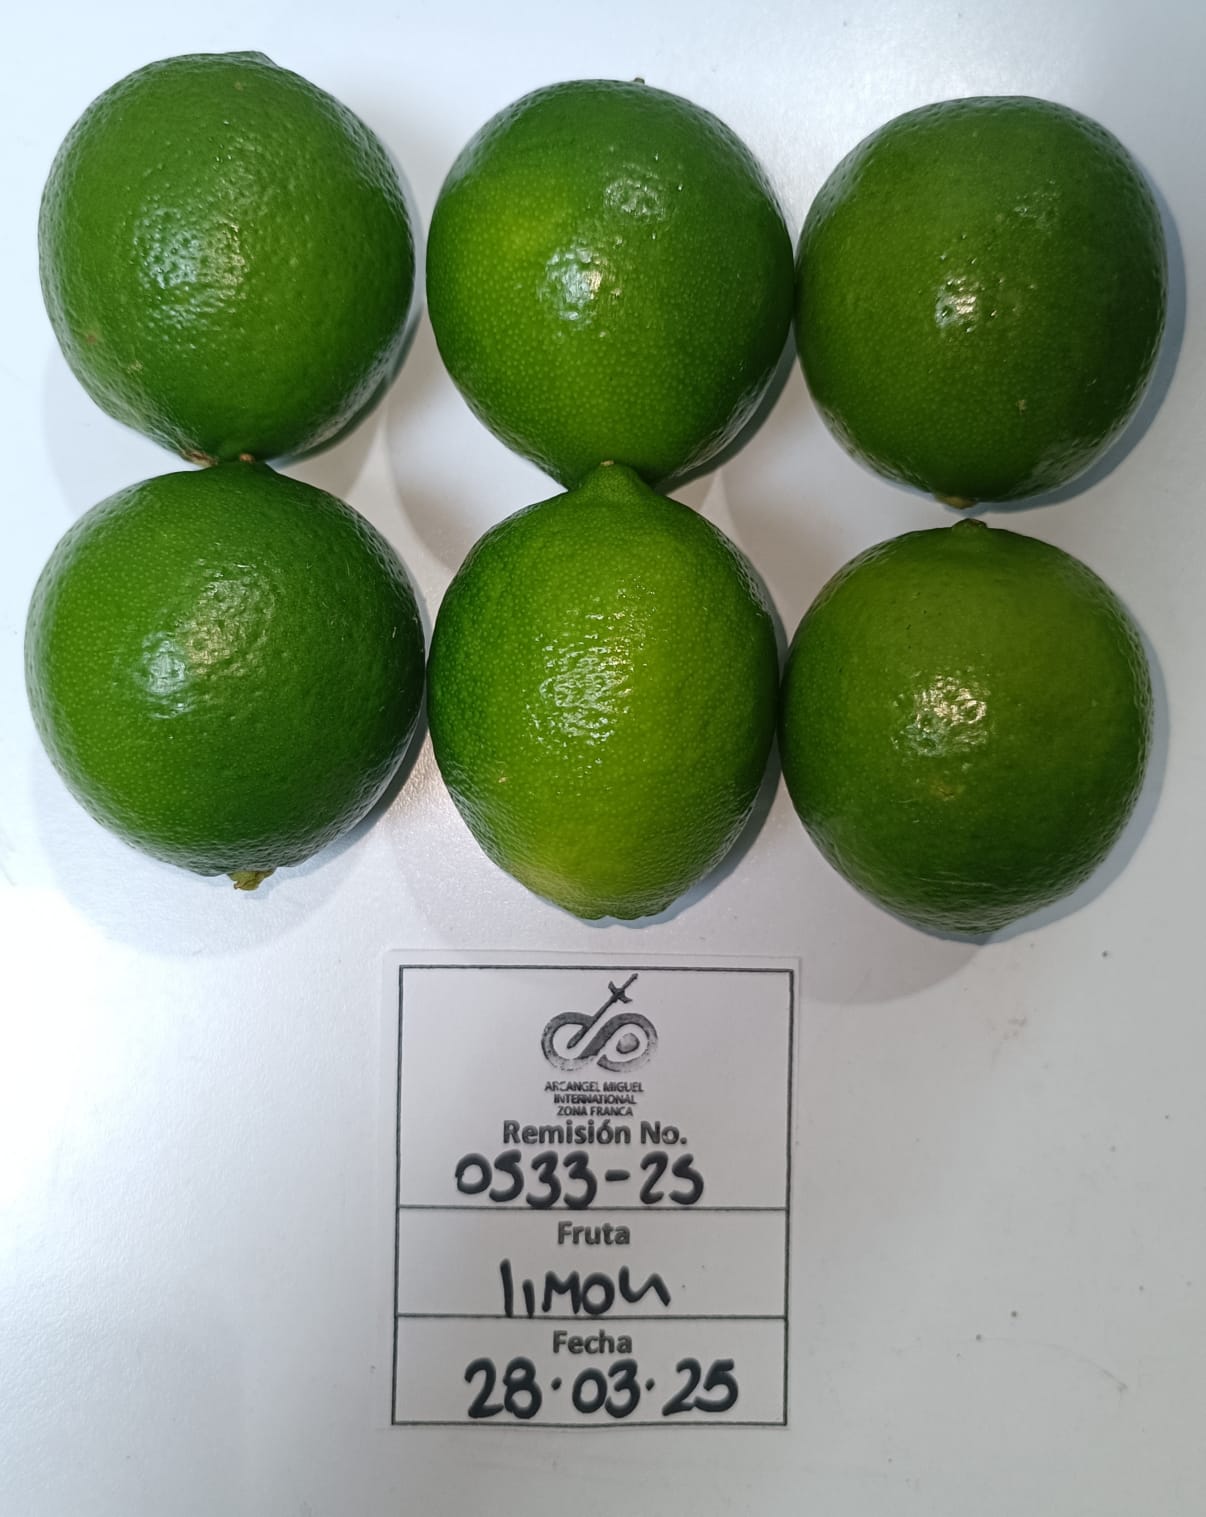 ARCANGEL MIGUEL
INTERNATIONAL
ZONA FRANCA
Remisión No.
0533-25
Fruta
limon
Fecha
28·03·25